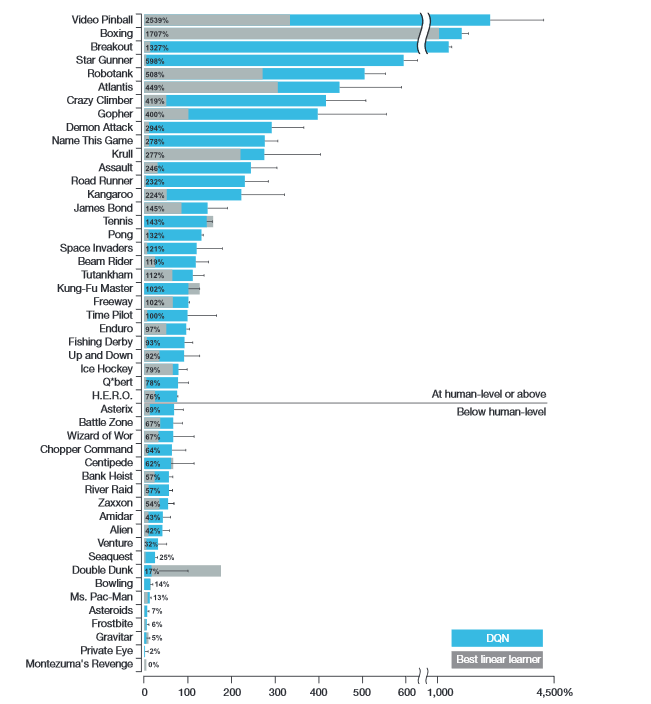 Video Pinball 2539%
Boxing 1707%
Breakout 1327%
Star Gunner 598%
Robotank 508%
Atlantis 449%
Crazy Climber 419%
Gopher 400%
Demon Attack 294%
Name This Game 278%
Krull 277%
Assault 246%
Road Runner 232%
Kangaroo 224%
James Bond 145%
Tennis 143%
Pong 132%
Space Invaders 121%
Beam Rider 119%
Tutankham 112%
Kung-Fu Master 102%
Freeway 102%
Time Pilot 100%
Enduro 97%
Fishing Derby 93%
Up and Down 92%
Ice Hockey 79%
Q*bert 78%
H.E.R.O. 76%
At human-level or above
Asterix 69%
Below human-level
Battle Zone 67%
Wizard of Wor 67%
Chopper Command 64%
Centipede 62%
Bank Heist 57%
River Raid 57%
Zaxxon 54%
Amidar 43%
Alien 42%
Venture 32%
Seaquest 25%
Double Dunk 17%
Bowling 14%
Ms. Pac-Man 13%
Asteroids 7%
Frostbite 6%
Gravitar 5%
Private Eye 2%
Montezuma's Revenge 0%
DQN
Best linear learner
0 100 200 300 400 500 600 1,000 4,500%